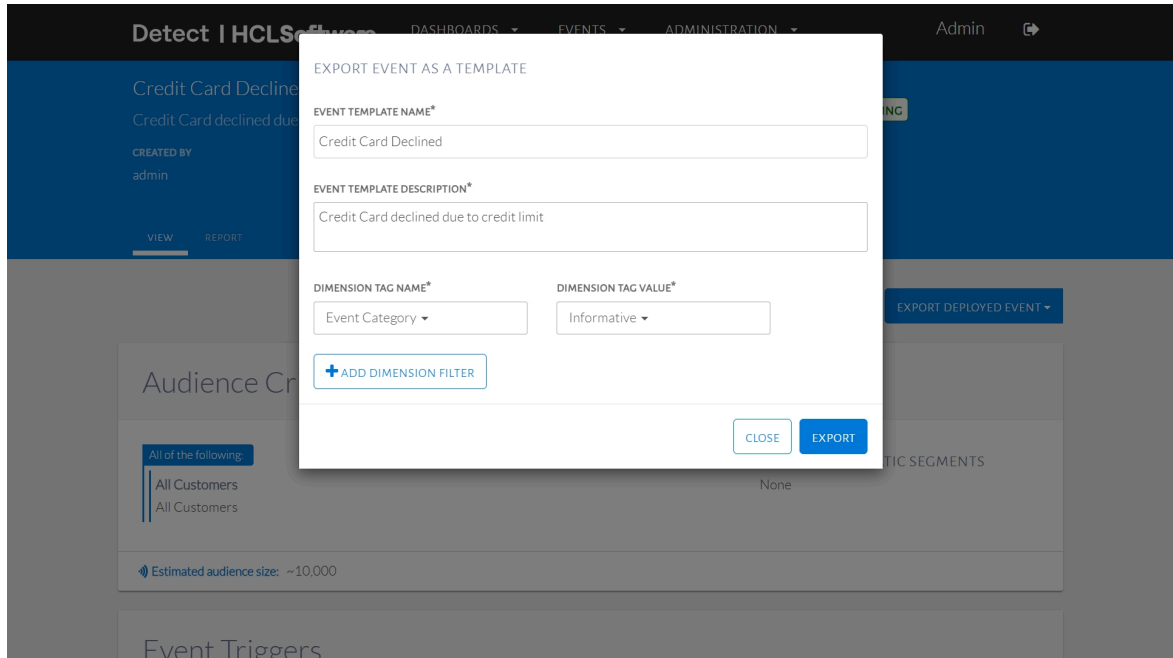 Detect | HCLSoftware DASHBOARDS EVENTS ADMINISTRATION Admin
EXPORT EVENT AS A TEMPLATE
Credit Card Decline
EVENT TEMPLATE NAME*
ING
Credit Card declined due
Credit Card Declined
CREATED BY
admin
EVENT TEMPLATE DESCRIPTION*
Credit Card declined due to credit limit
VIEW REPORT
DIMENSION TAG NAME* DIMENSION TAG VALUE*
Event Category Informative
EXPORT DEPLOYED EVENT
ADD DIMENSION FILTER
Audience Cr
CLOSE EXPORT
All of the following:
TIC SEGMENTS
All Customers
None
All Customers
Estimated audience size: ~10,000
Event Triggers